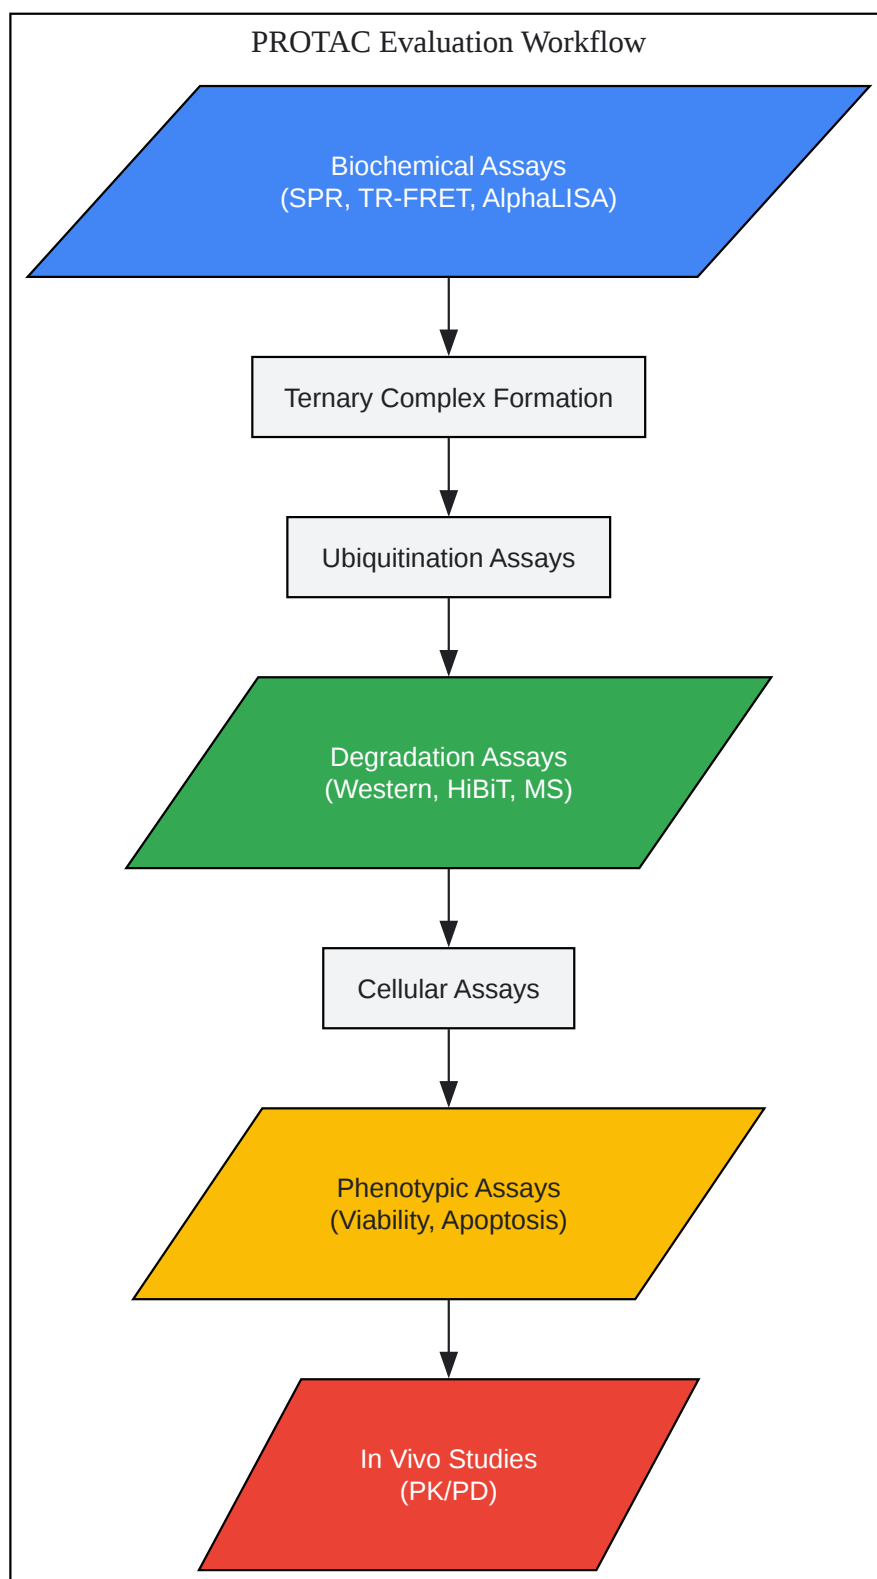 PROTAC Evaluation Workflow
Biochemical Assays
(SPR, TR-FRET, AlphaLISA)
Ternary Complex Formation
Ubiquitination Assays
Degradation Assays
(Western, HiBiT, MS)
Cellular Assays
Phenotypic Assays
(Viability, Apoptosis)
In Vivo Studies
(PK/PD)